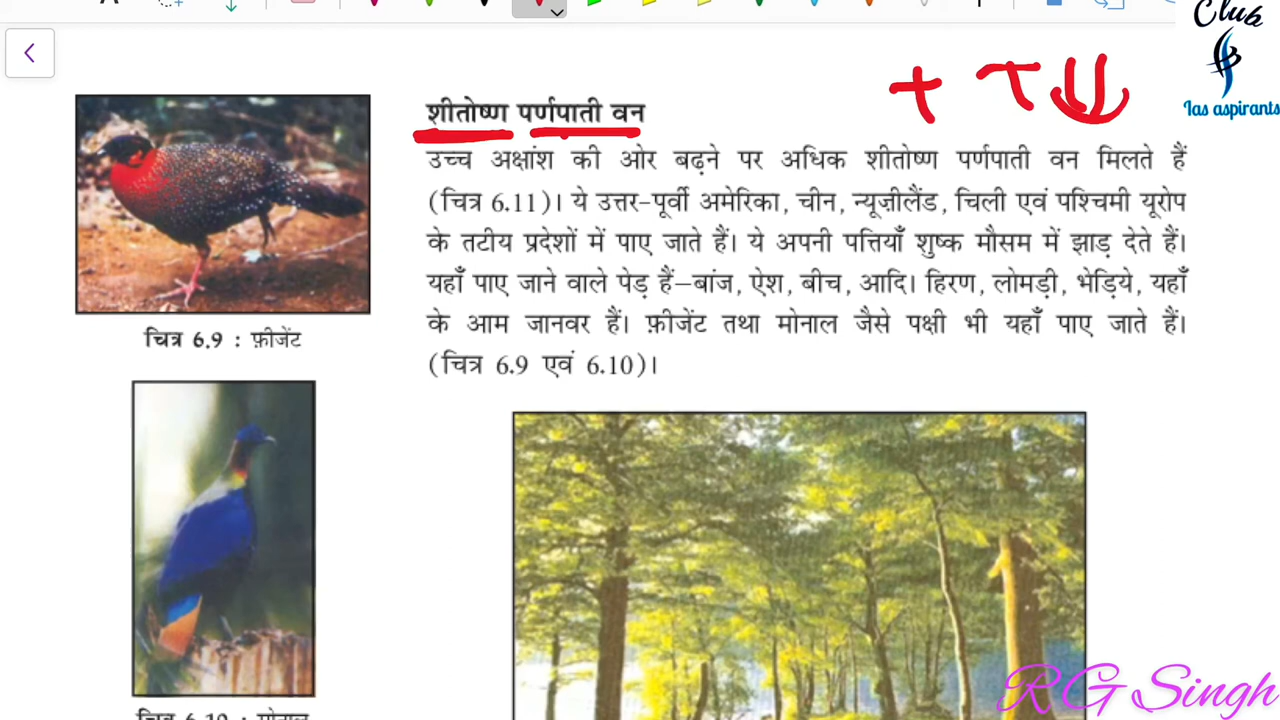 Club
Ias aspirants
+ T ↓
शीतोष्ण पर्णपाती वन
उच्च अक्षांश की ओर बढ़ने पर अधिक शीतोष्ण पर्णपाती वन मिलते हैं
(चित्र 6.11)। ये उत्तर-पूर्वी अमेरिका, चीन, न्यूज़ीलैंड, चिली एवं पश्चिमी यूरोप
के तटीय प्रदेशों में पाए जाते हैं। ये अपनी पत्तियाँ शुष्क मौसम में झाड़ देते हैं।
यहाँ पाए जाने वाले पेड़ हैं–बांज, ऐश, बीच, आदि। हिरण, लोमड़ी, भेड़िये, यहाँ
के आम जानवर हैं। फ़ीजेंट तथा मोनाल जैसे पक्षी भी यहाँ पाए जाते हैं।
(चित्र 6.9 एवं 6.10)।
चित्र 6.9 : फ़ीजेंट
चित्र 6.10 : मोनाल
RG Singh